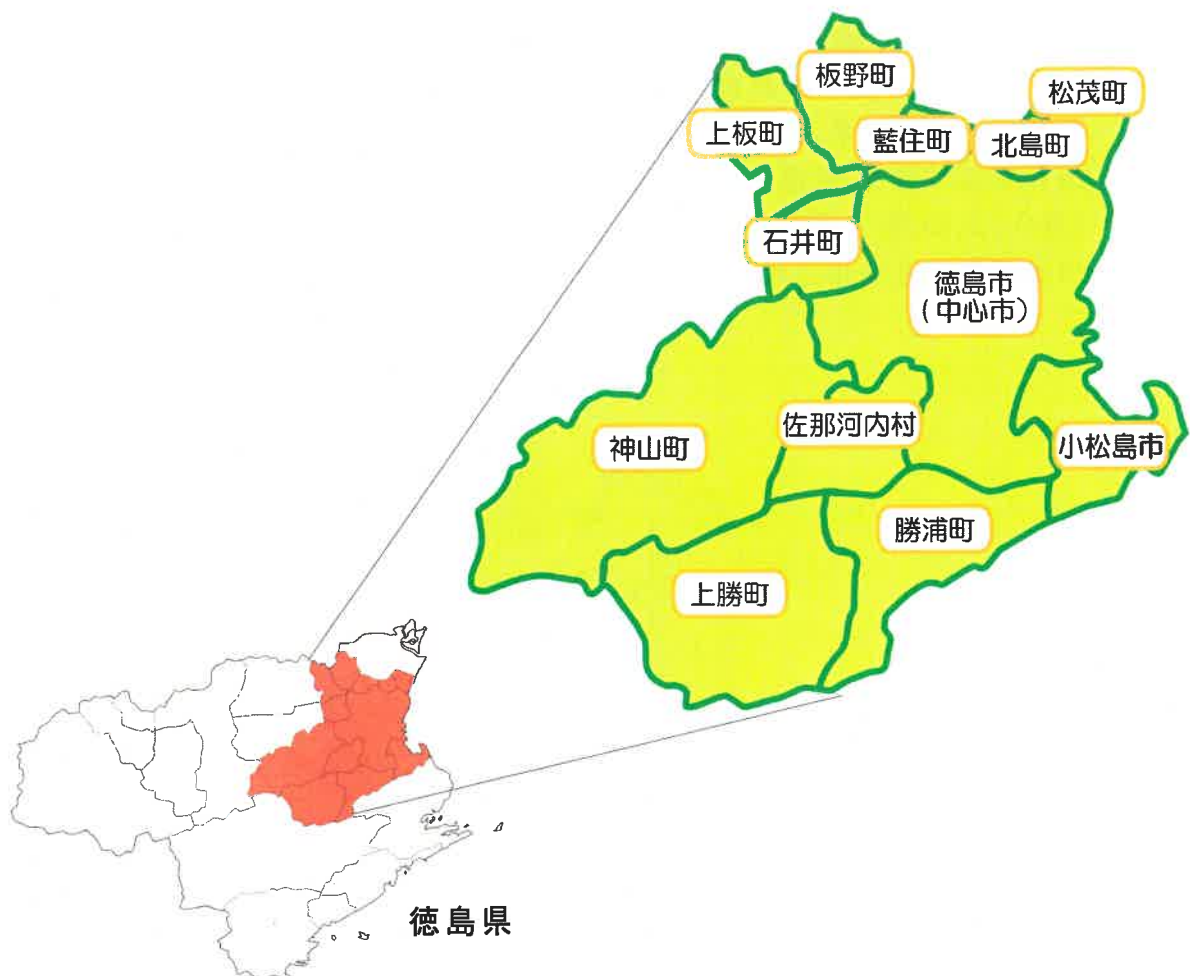 板野町
松茂町
上板町
藍住町
北島町
石井町
徳島市
(中心市)
神山町
佐那河内村
小松島市
勝浦町
上勝町
徳島県